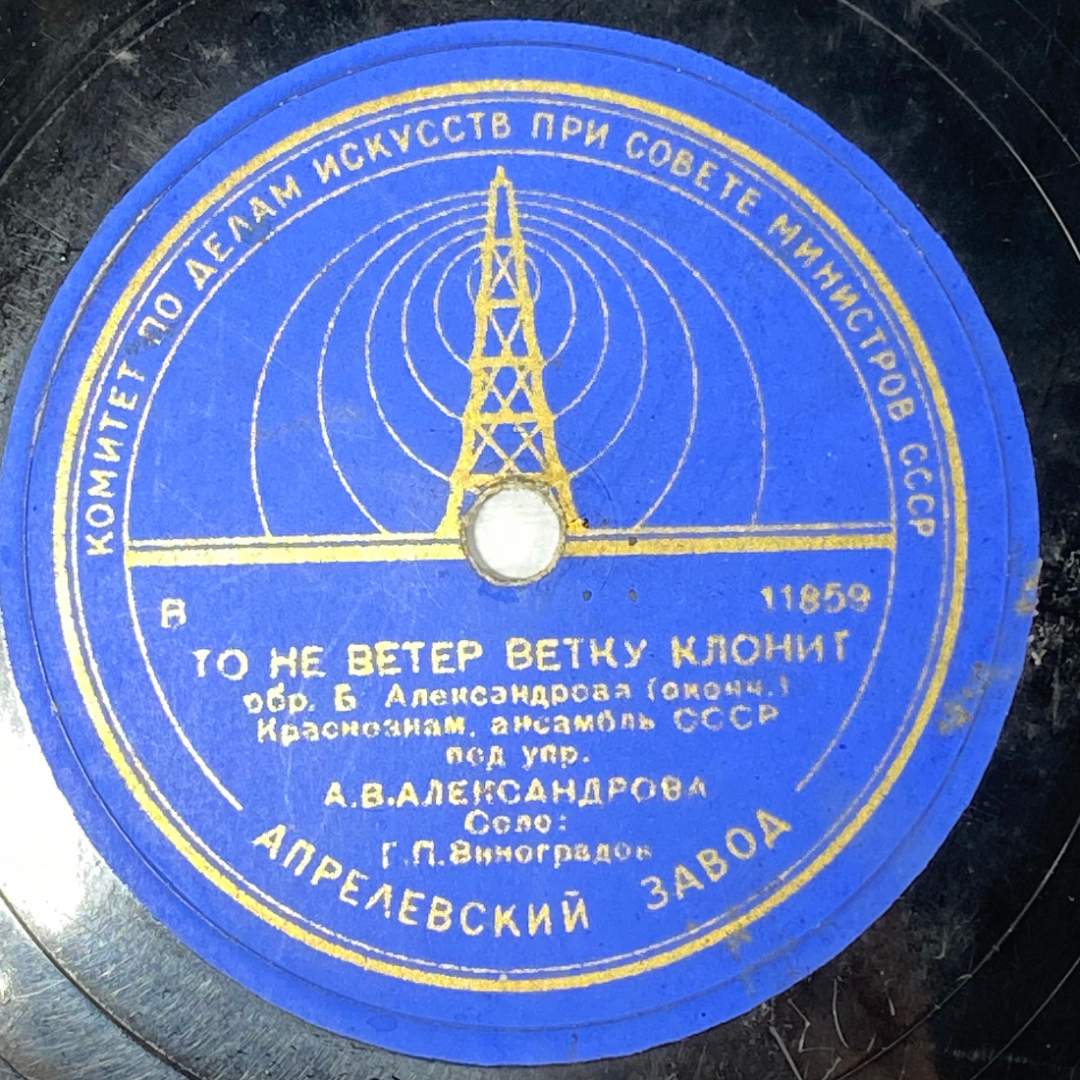 КОМИТЕТ ПО ДЕЛАМ ИСКУССТВ ПРИ СОВЕТЕ МИНИСТРОВ СССР
В 11859
ТО НЕ ВЕТЕР ВЕТКУ КЛОНИТ
обр. Б Александрова (оконч.)
Краснознам. ансамбль СССР
под упр.
А.В.АЛЕКСАНДРОВА
Соло:
Г.П.Виноградов
АПРЕЛЕВСКИЙ ЗАВОД